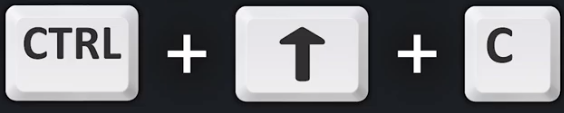 CTRL + ↑ + C